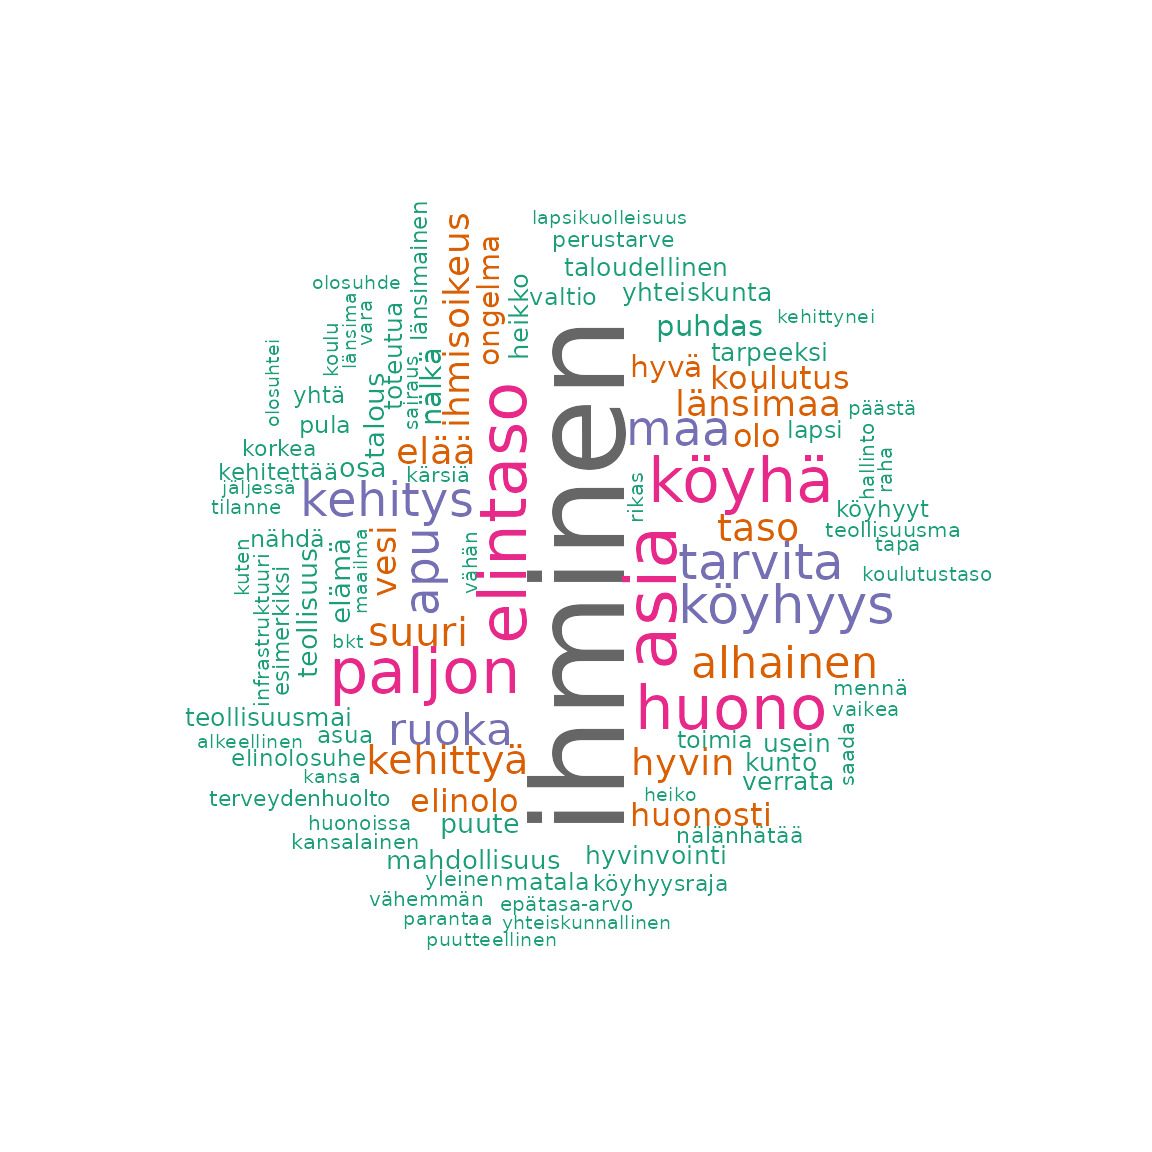 lapsikuolleisuus
perustarve
taloudellinen
yhteiskunta
valtio
olosuhde
länsimainen
ihmisoikeus
ongelma
heikko
puhdas
kehittynei
tarpeeksi
hyvä
koulutus
länsimaa
päästä
maa
olo
lapsi
länsima
vara
koulu
toteutua
sairaus
nälkä
olosuhtei
yhtä
talous
pula
korkea
elää
kehitettää
osa
kärsiä
jäljessä
tilanne
kehitys
elintaso
ihminen
köyhä
rikas
hallinto
raha
köyhyyt
taso
teollisuusma
tapa
asia
tarvita
koulutustaso
köyhyys
nähdä
kuten
infrastruktuuri
esimerkiksi
teollisuus
elämä
maailma
vesi
apu
vähän
bkt
suuri
paljon
alhainen
huono
mennä
vaikea
teollisuusmai
ruoka
alkeellinen
asua
elinolosuhe
kehittyä
kansa
toimia
usein
saada
hyvin
kunto
verrata
terveydenhuolto
elinolo
heiko
huonosti
huonoissa
puute
nälänhätää
kansalainen
mahdollisuus
hyvinvointi
yleinen
matala
köyhyysraja
vähemmän
epätasa-arvo
parantaa
yhteiskunnallinen
puutteellinen